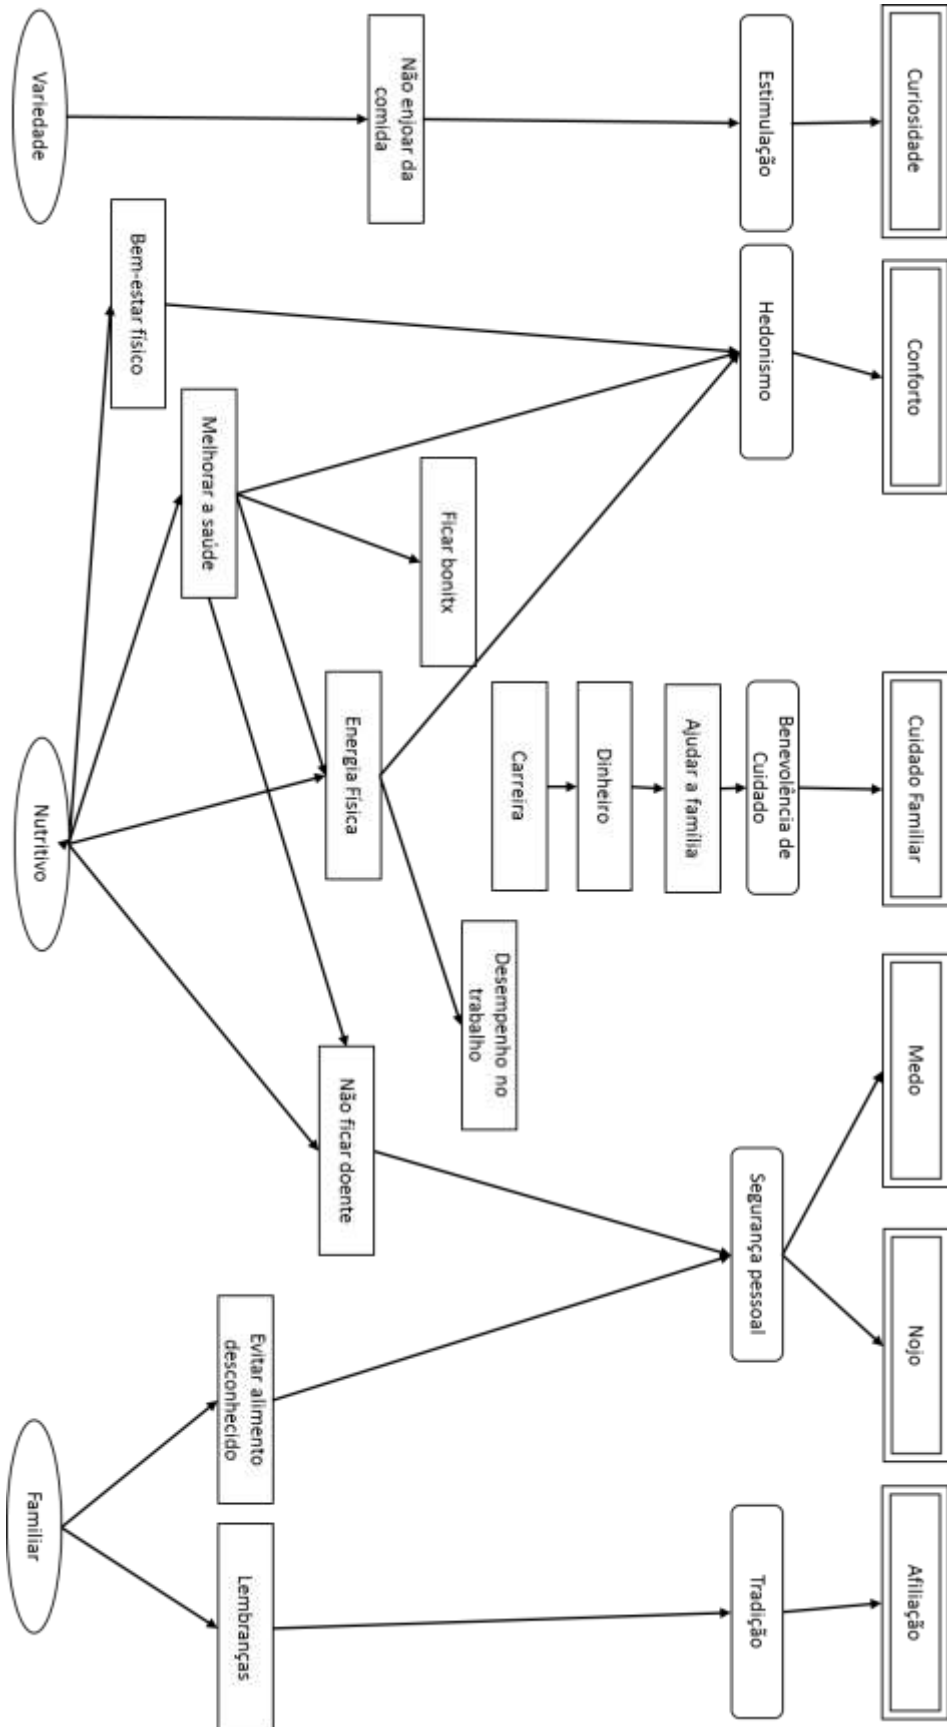 Curiosidade
Conforto
Cuidado Familiar
Medo
Nojo
Afiliação
Estimulação
Hedonismo
Benevolência de
Cuidado
Segurança pessoal
Tradição
Ajudar a família
Dinheiro
Carreira
Desempenho no
trabalho
Ficar bonitx
Não enjoar da
comida
Energia Física
Não ficar doente
Evitar alimento
desconhecido
Lembranças
Melhorar a saúde
Bem-estar físico
Variedade
Nutritivo
Familiar